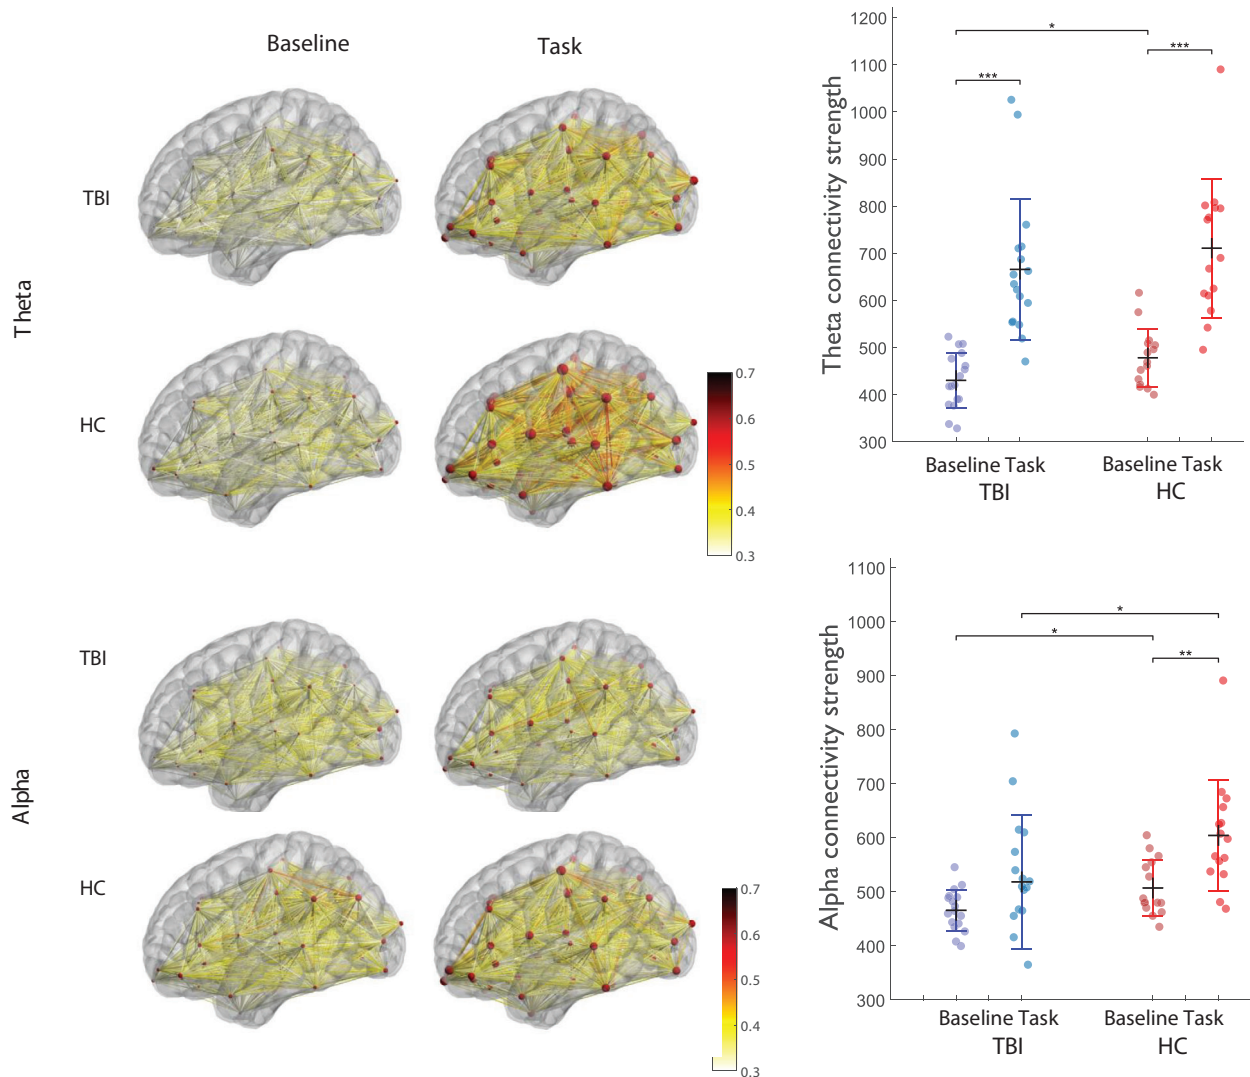 Baseline Task
Theta
TBI
HC
0.7
0.6
0.5
0.4
0.3
Alpha
TBI
HC
0.7
0.6
0.5
0.4
0.3
Theta connectivity strength
1200
1100
1000
900
800
700
600
500
400
300
*
***
***
Baseline Task Baseline Task
TBI HC
Alpha connectivity strength
1100
1000
900
800
700
600
500
400
300
*
*
**
Baseline Task Baseline Task
TBI HC